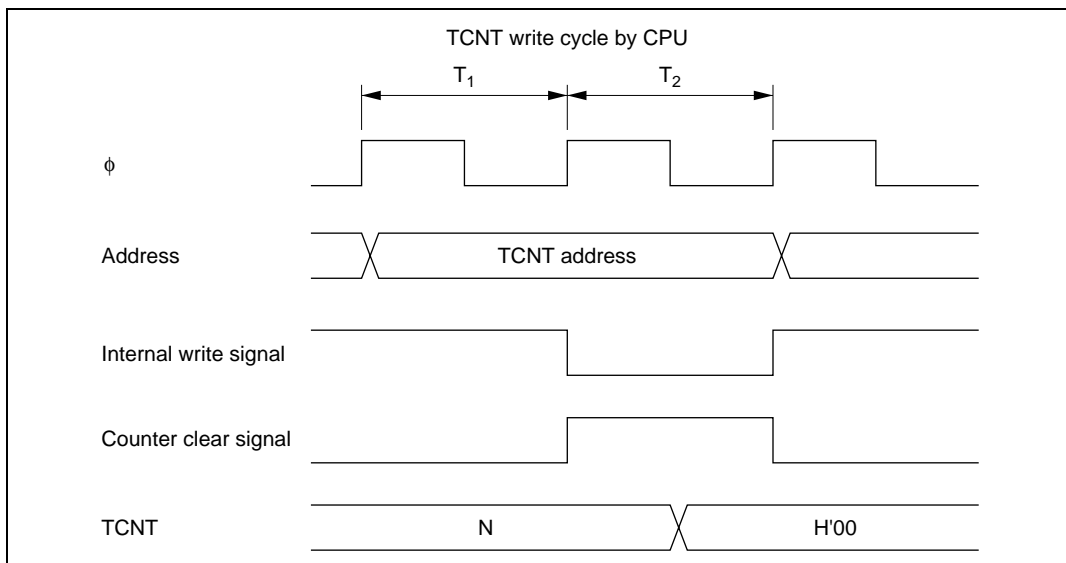 TCNT write cycle by CPU
T1 T2
ϕ
Address TCNT address
Internal write signal
Counter clear signal
TCNT N H'00